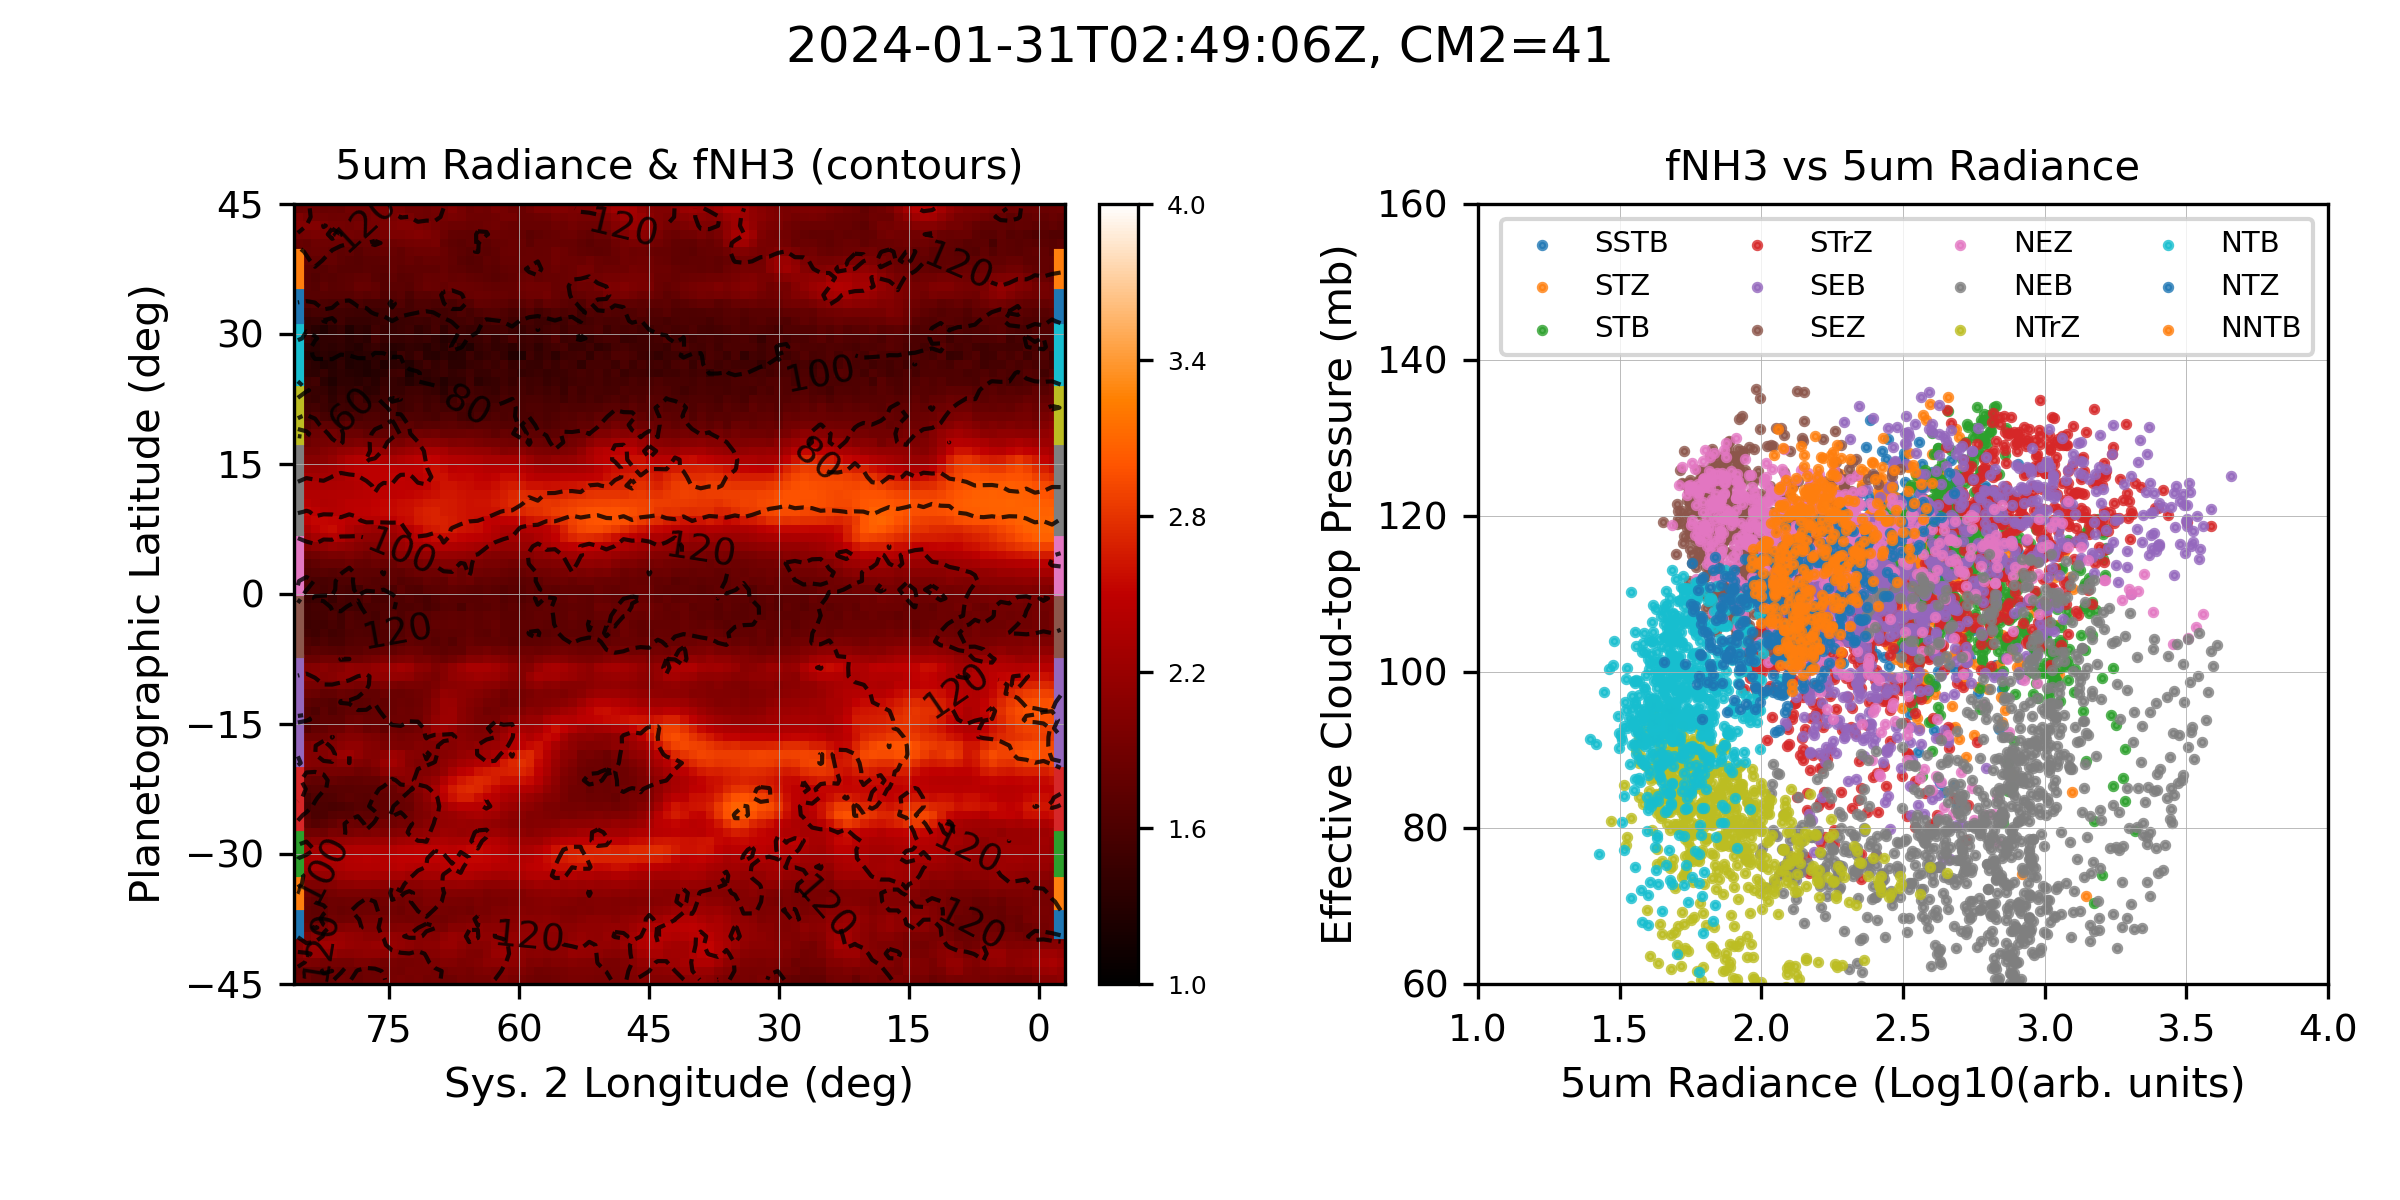 2024-01-31T02:49:06Z, CM2=41
5um Radiance & fNH3 (contours)
45
30
15
0
−15
−30
−45
Planetographic Latitude (deg)
75 60 45 30 15 0
Sys. 2 Longitude (deg)
120 120 120
100
60 80
80
100 120
120
120
100 120
120 120 120 120
4.0
3.4
2.8
2.2
1.6
1.0
fNH3 vs 5um Radiance
160
140
120
100
80
60
Effective Cloud-top Pressure (mb)
SSTB STrZ NEZ NTB
STZ SEB NEB NTZ
STB SEZ NTrZ NNTB
1.0 1.5 2.0 2.5 3.0 3.5 4.0
5um Radiance (Log10(arb. units)